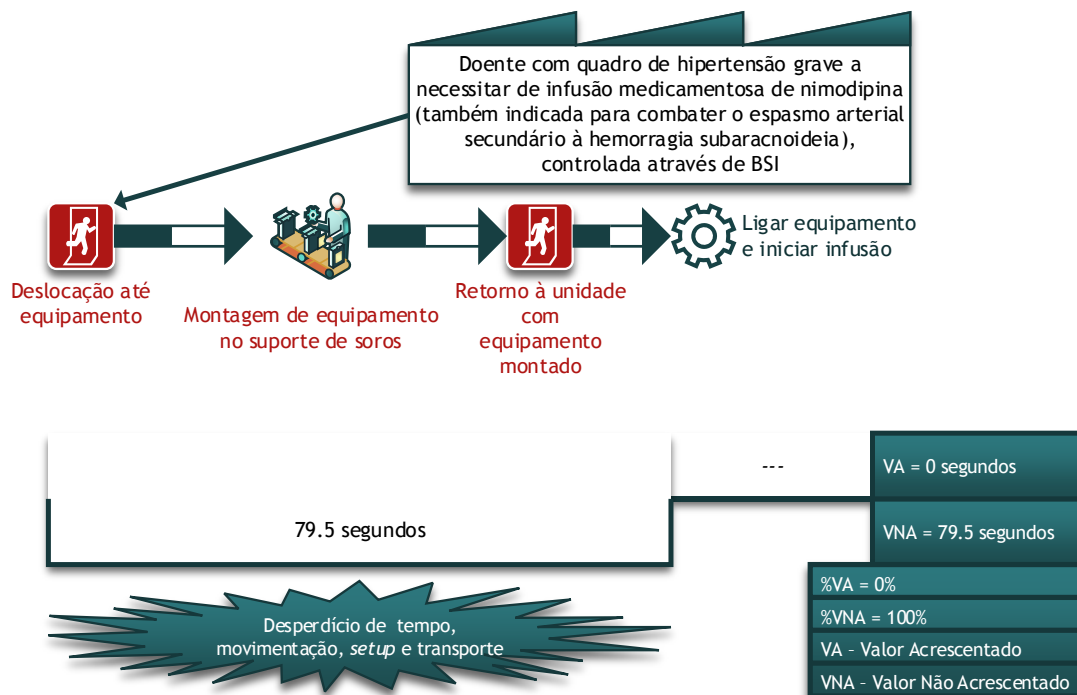 Doente com quadro de hipertensão grave a
necessitar de infusão medicamentosa de nimodipina
(também indicada para combater o espasmo arterial
secundário à hemorragia subaracnoideia),
controlada através de BSI
Deslocação até
equipamento
Montagem de equipamento
no suporte de soros
Retorno à unidade
com
equipamento
montado
Ligar equipamento
e iniciar infusão
---
VA = 0 segundos
79.5 segundos
VNA = 79.5 segundos
Desperdício de tempo,
movimentação, setup e transporte
%VA = 0%
%VNA = 100%
VA - Valor Acrescentado
VNA - Valor Não Acrescentado